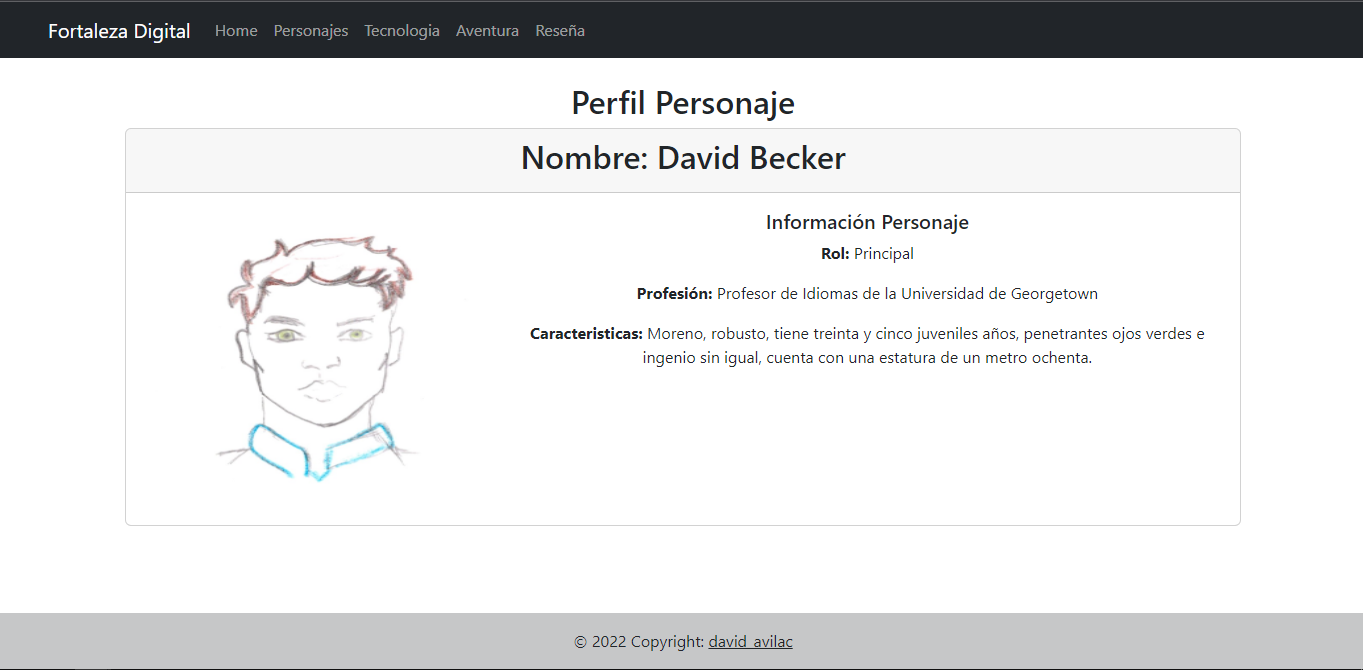 Fortaleza Digital Home Personajes Tecnologia Aventura Reseña
Perfil Personaje
Nombre: David Becker
Información Personaje
Rol: Principal
Profesión: Profesor de Idiomas de la Universidad de Georgetown
Caracteristicas: Moreno, robusto, tiene treinta y cinco juveniles años, penetrantes ojos verdes e
ingenio sin igual, cuenta con una estatura de un metro ochenta.
© 2022 Copyright: david_avilac